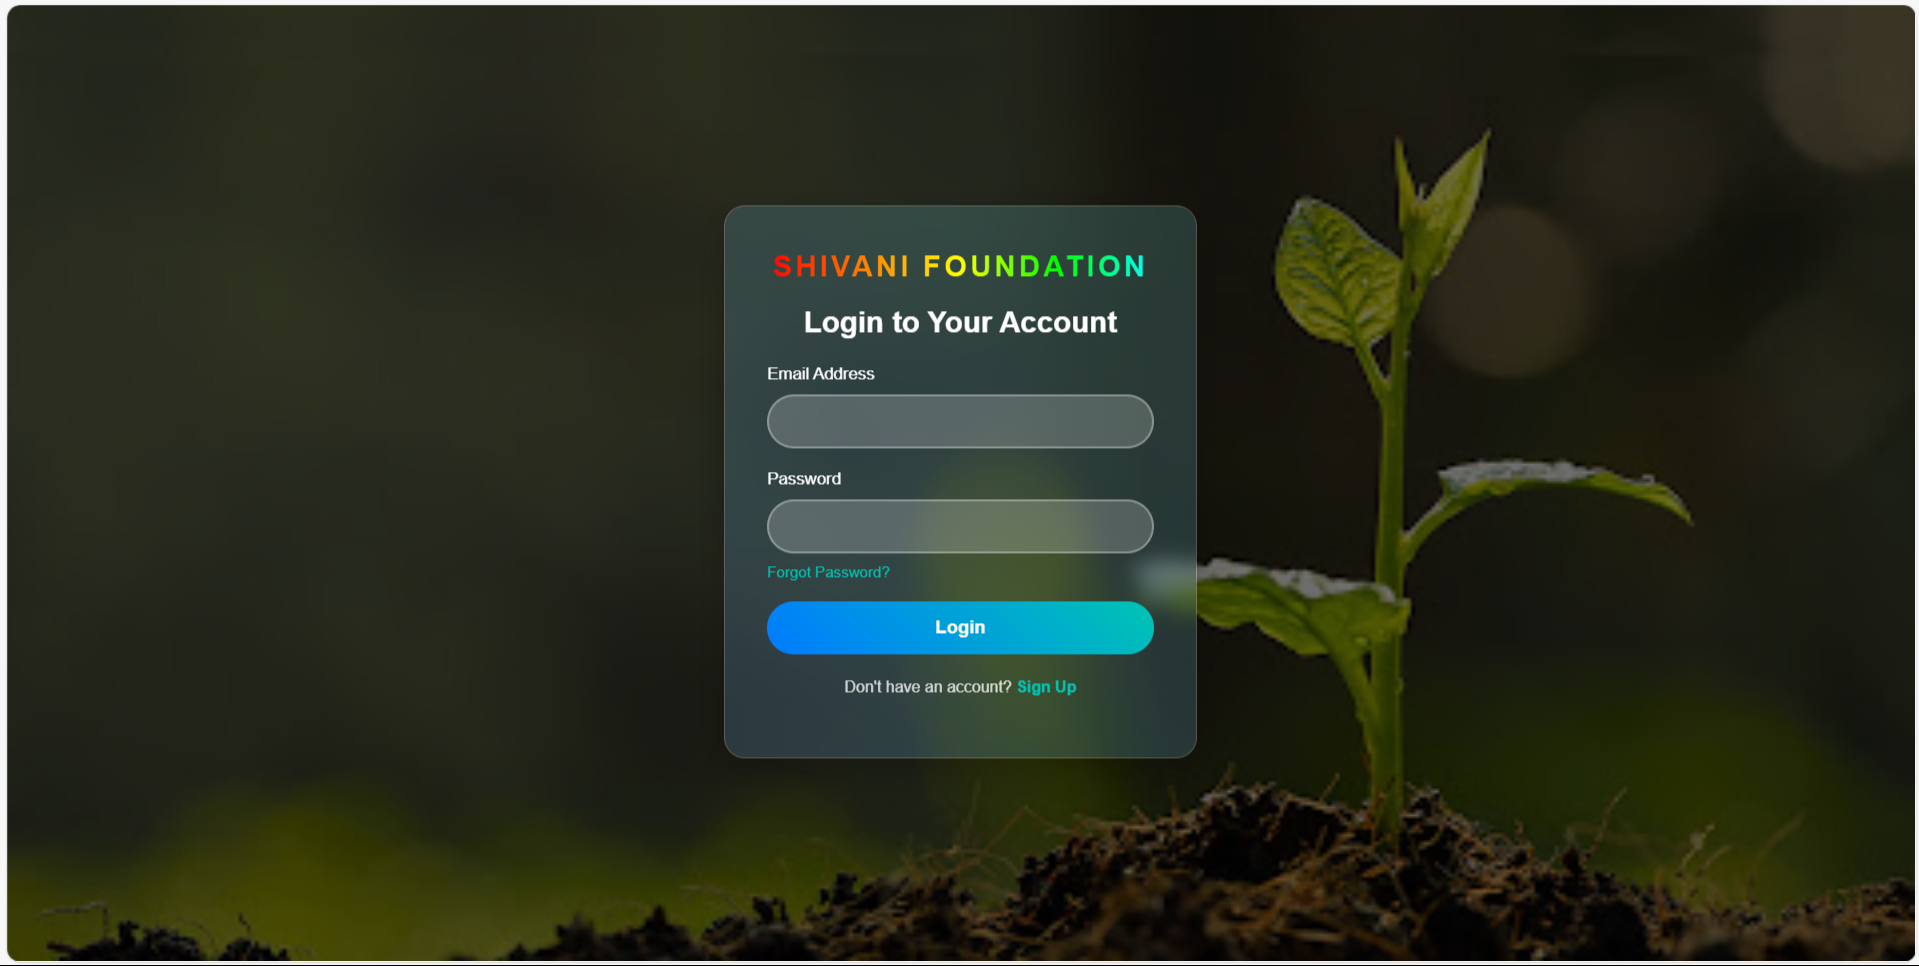 SHIVANI FOUNDATION
Login to Your Account
Email Address
Password
Forgot Password?
Login
Don't have an account? Sign Up